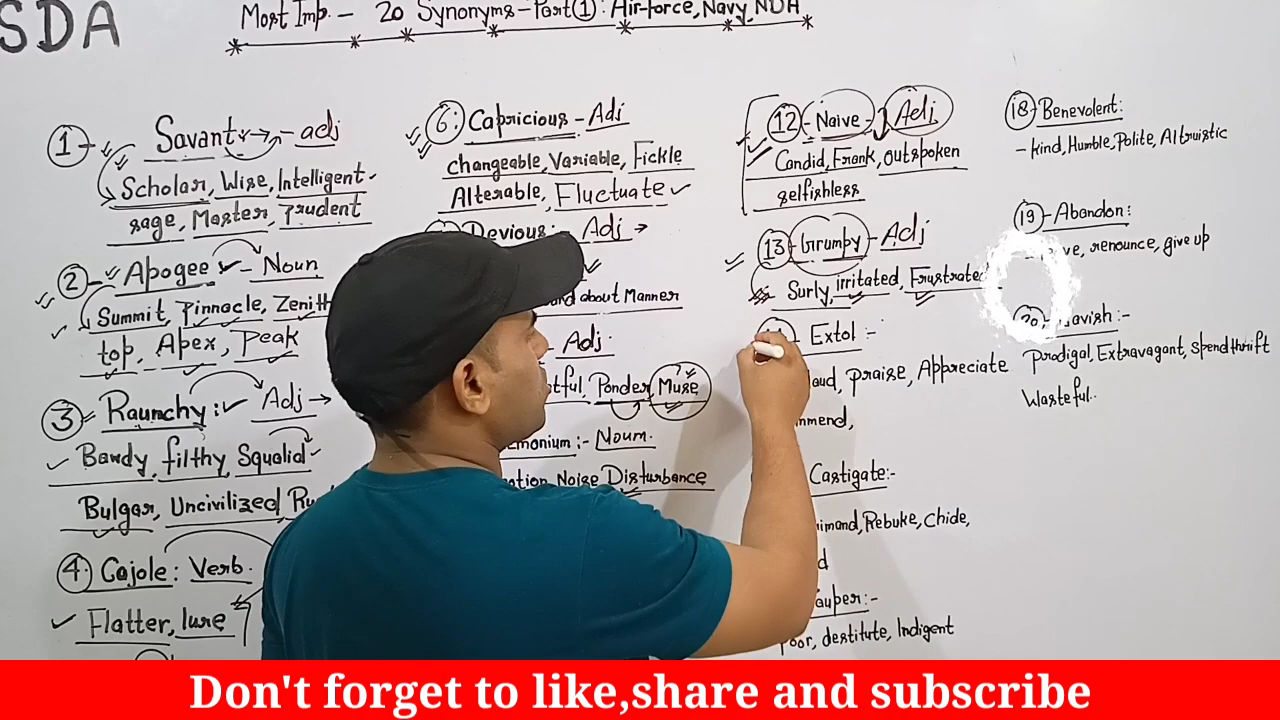 SDA
Most Imp. - 20 Synonyms - Part (1): Air-force, Navy, NDA
1 - Savant → - adj
Scholar, Wise, Intelligent
sage, Master, Prudent
2 - Apogee - Noun
Summit, Pinnacle, Zenith
top, Apex, Peak
3 = Raunchy: Adj →
Bawdy, filthy, Squalid
Bulgar, Uncivilized,
4. Cajole: Verb.
Flatter, lure
6: Capricious - Adj
changeable, Variable, Fickle
Alterable, Fluctuate
Devious:- Adj →
about Manner
Adj.
Ponder, Muse
Noun.
Noise Disturbance
12 - Naive - Adj
Candid, Frank, outspoken
selfishless
13 - Grumpy - Adj
Surly, irritated, Frustrated
Extol :-
praise, Appreciate
Castigate:-
Rebuke, Chide,
Poor, destitute, Indigent
18 - Benevolent:
- kind, Humble, Polite, Altruistic
19 - Abandon:
renounce, give up
20 - Lavish :-
Prodigal, Extravagant, Spendthrift
Wasteful..
Don't forget to like,share and subscribe